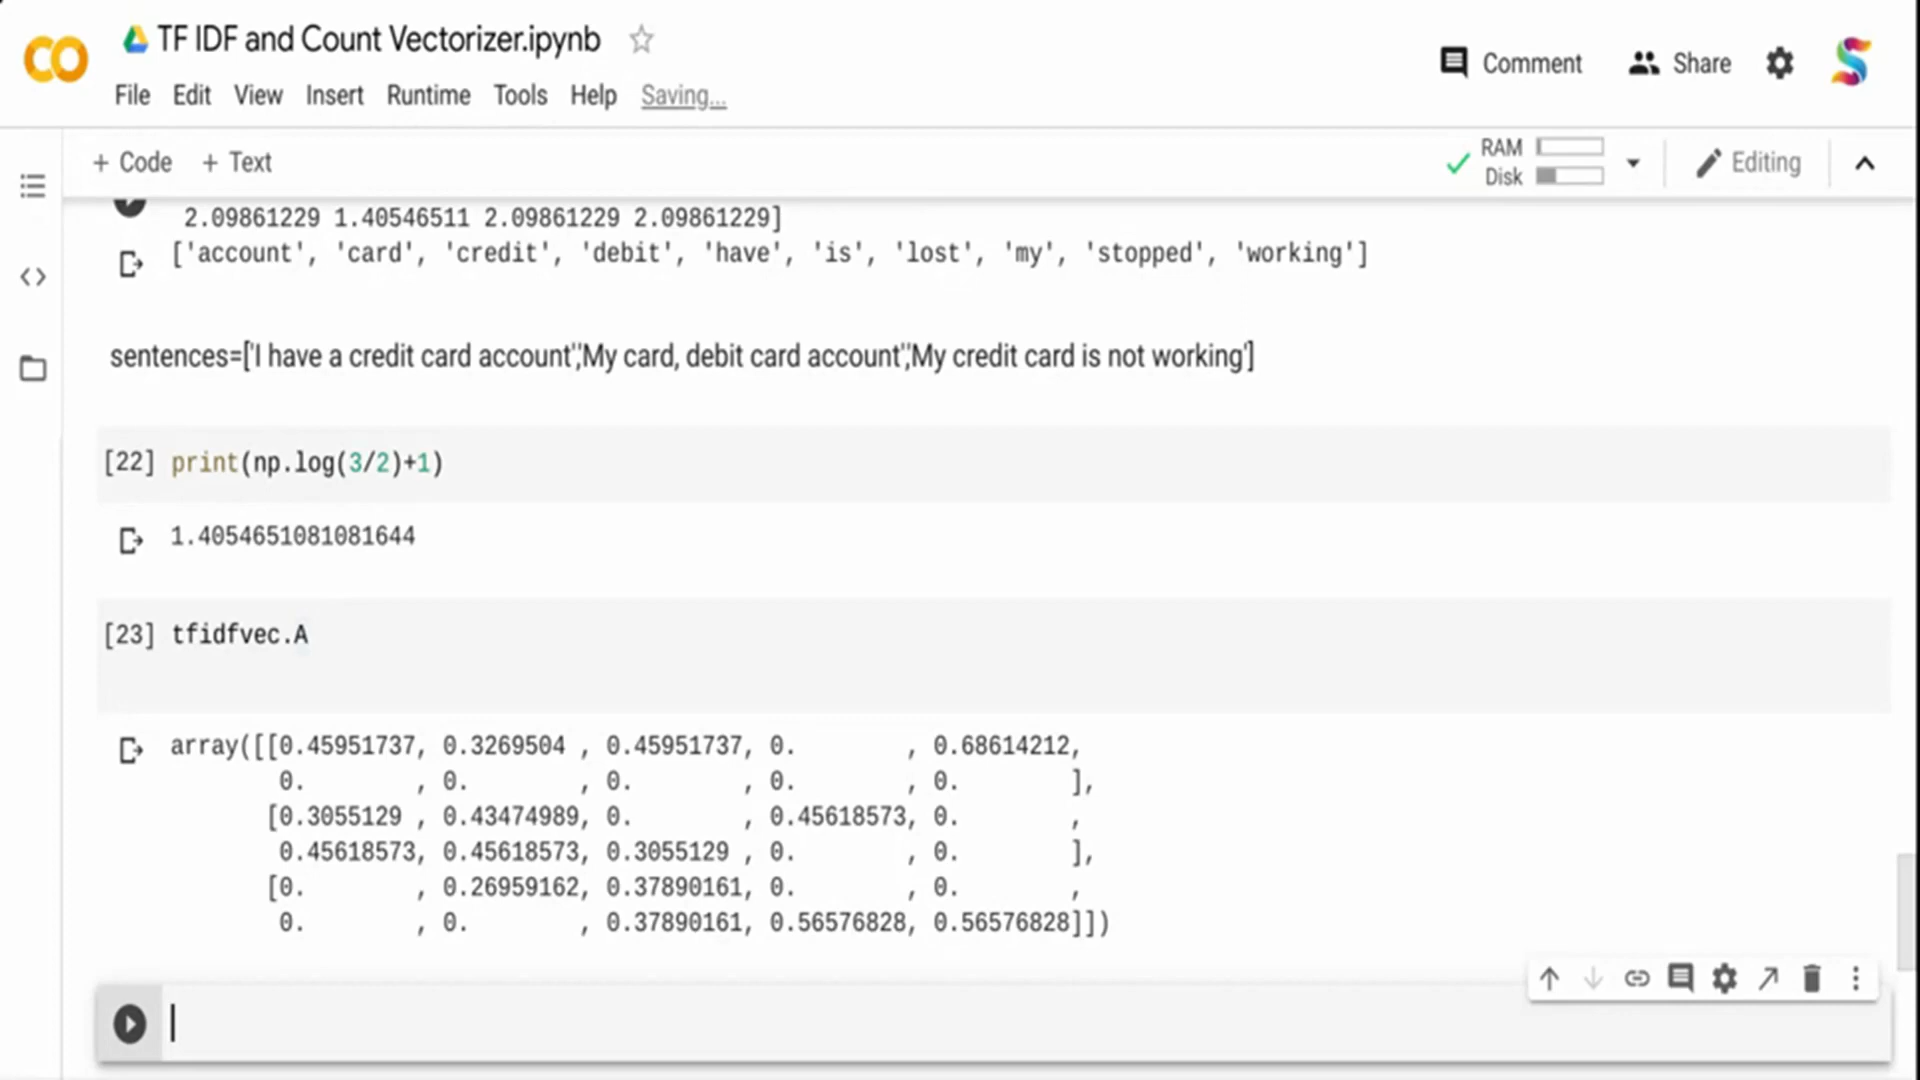 TF IDF and Count Vectorizer.ipynb
Comment Share
File Edit View Insert Runtime Tools Help Saving...
+ Code + Text
RAM
Disk
Editing
2.09861229 1.40546511 2.09861229 2.09861229]
['account', 'card', 'credit', 'debit', 'have', 'is', 'lost', 'my', 'stopped', 'working']
sentences=['I have a credit card account'',’My card, debit card account'',’My credit card is not working']
[22] print(np.log(3/2)+1)
1.4054651081081644
[23] tfidfvec.A
array([[0.45951737, 0.3269504 , 0.45951737, 0. , 0.68614212,
0. , 0. , 0. , 0. , 0. ],
[0.3055129 , 0.43474989, 0. , 0.45618573, 0. ,
0.45618573, 0.45618573, 0.3055129 , 0. , 0. ],
[0. , 0.26959162, 0.37890161, 0. , 0. ,
0. , 0. , 0.37890161, 0.56576828, 0.56576828]])